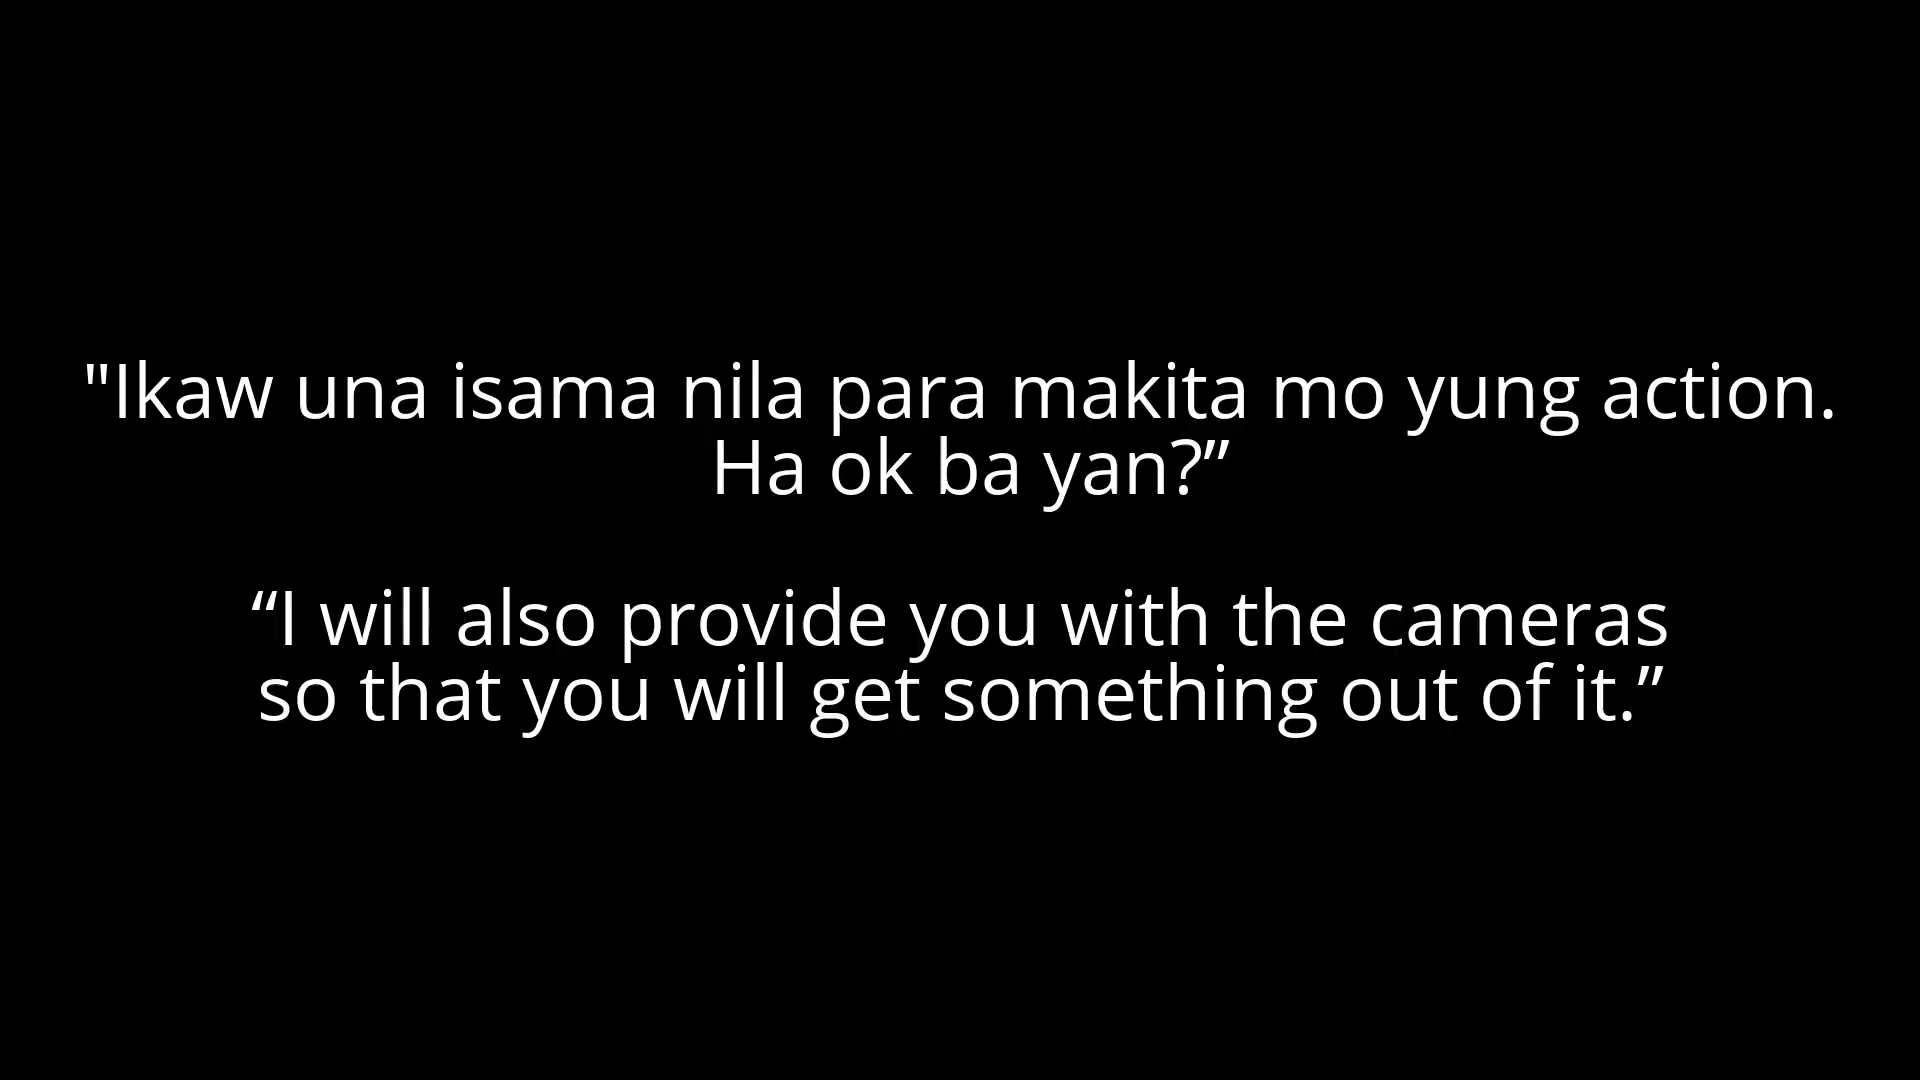 "Ikaw una isama nila para makita mo yung action.
Ha ok ba yan?”
“I will also provide you with the cameras
so that you will get something out of it.”